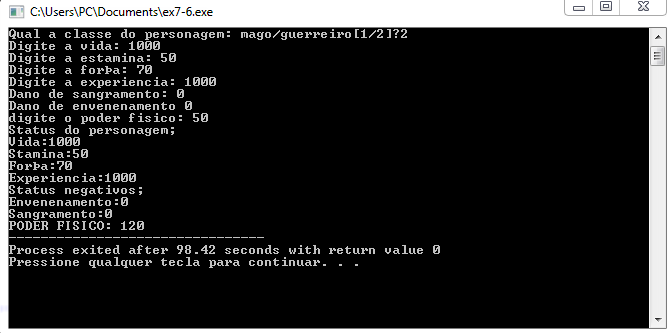 C:\Users\PC\Documents\ex7-6.exe
Qual a classe do personagem: mago/guerreiro[1/2]?2
Digite a vida: 1000
Digite a estamina: 50
Digite a forÞa: 70
Digite a experiencia: 1000
Dano de sangramento: 0
Dano de envenenamento 0
digite o poder fisico: 50
Status do personagem;
Vida:1000
Stamina:50
ForÞa:70
Experiencia:1000
Status negativos;
Envenenamento:0
Sangramento:0
PODER FISICO: 120
--------------------------------
Process exited after 98.42 seconds with return value 0
Pressione qualquer tecla para continuar. . .